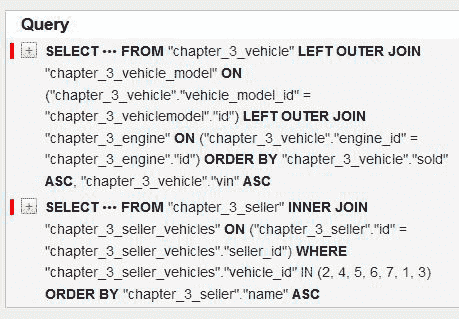 Query
+ SELECT ••• FROM "chapter_3_vehicle" LEFT OUTER JOIN
"chapter_3_vehicle_model" ON
("chapter_3_vehicle"."vehicle_model_id" =
"chapter_3_vehiclemodel"."id") LEFT OUTER JOIN
"chapter_3_engine" ON ("chapter_3_vehicle"."engine_id" =
"chapter_3_engine"."id") ORDER BY "chapter_3_vehicle"."sold"
ASC, "chapter_3_vehicle"."vin" ASC
+ SELECT ••• FROM "chapter_3_seller" INNER JOIN
"chapter_3_seller_vehicles" ON ("chapter_3_seller"."id" =
"chapter_3_seller_vehicles"."seller_id") WHERE
"chapter_3_seller_vehicles"."vehicle_id" IN (2, 4, 5, 6, 7, 1, 3)
ORDER BY "chapter_3_seller"."name" ASC